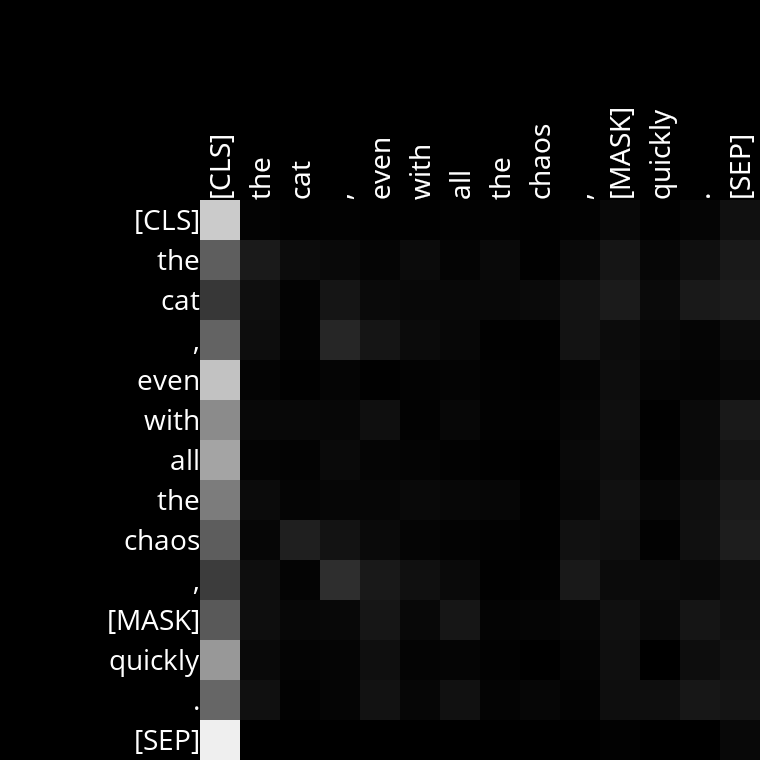 [CLS] the cat , even with all the chaos , [MASK] quickly . [SEP]
[CLS]
the
cat
,
even
with
all
the
chaos
,
[MASK]
quickly
.
[SEP]